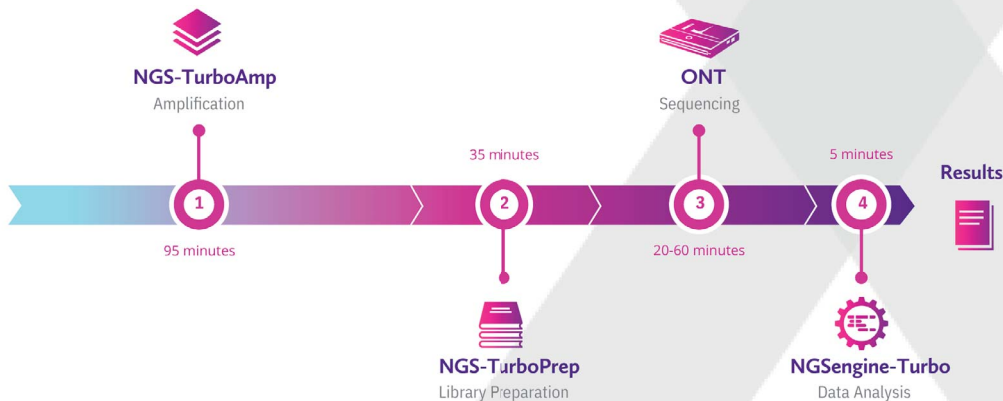 NGS-TurboAmp
Amplification
1
95 minutes
35 minutes
2
NGS-TurboPrep
Library Preparation
ONT
Sequencing
3
20-60 minutes
5 minutes
4
NGSengine-Turbo
Data Analysis
Results